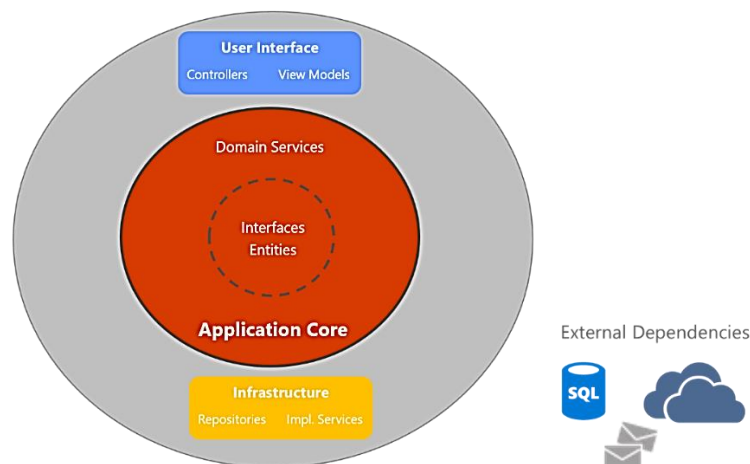 User Interface
Controllers View Models
Domain Services
Interfaces
Entities
Application Core
External Dependencies
Infrastructure
Repositories Impl. Services
SQL